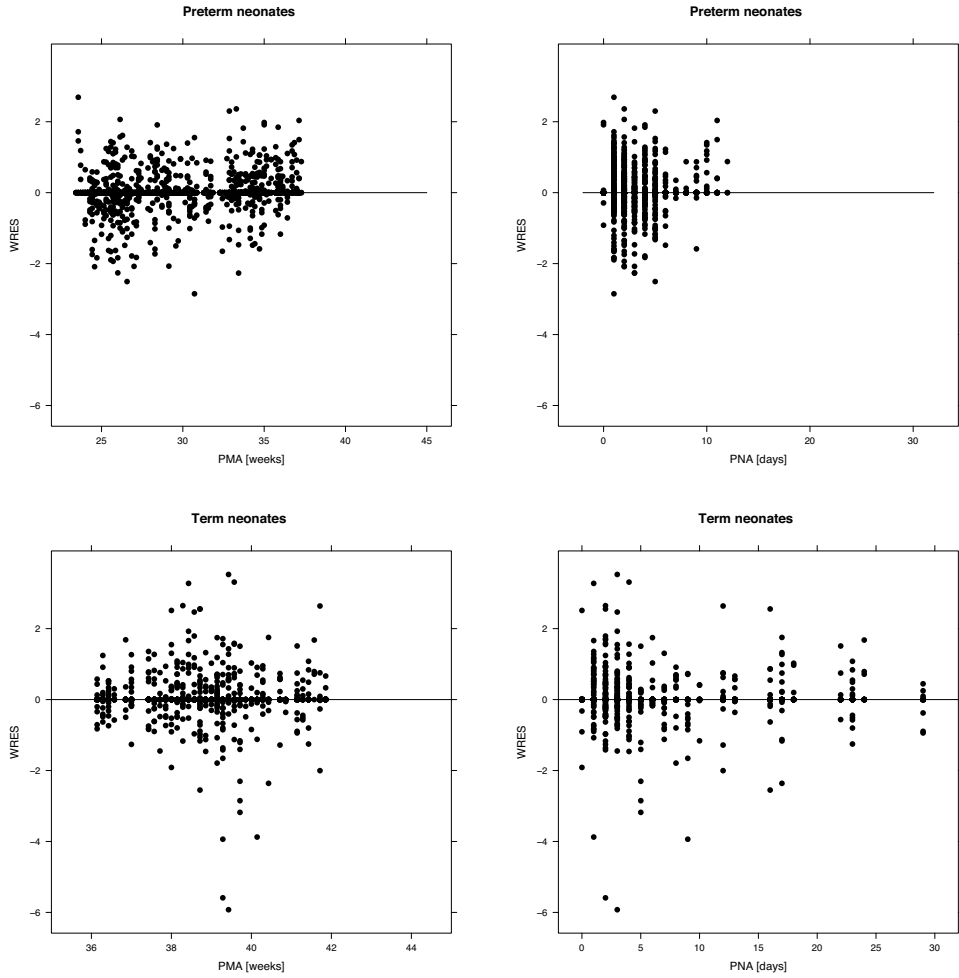 Preterm neonates
2
0
−2
−4
−6
WRES
25 30 35 40 45
PMA [weeks]
Preterm neonates
2
0
−2
−4
−6
WRES
0 10 20 30
PNA [days]
Term neonates
2
0
−2
−4
−6
WRES
36 38 40 42 44
PMA [weeks]
Term neonates
2
0
−2
−4
−6
WRES
0 5 10 15 20 25 30
PNA [days]